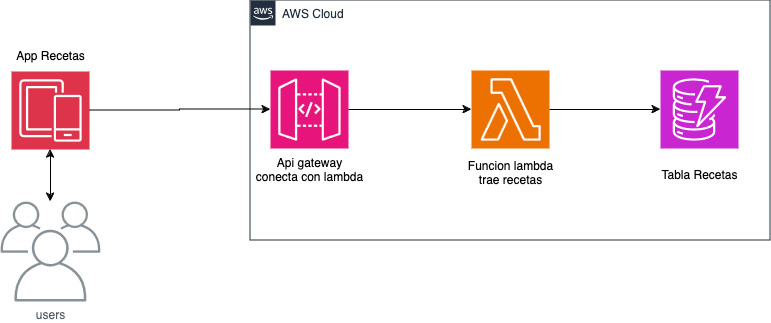 aws
AWS Cloud
App Recetas
</>
Api gateway
conecta con lambda
Funcion lambda
trae recetas
Tabla Recetas
users